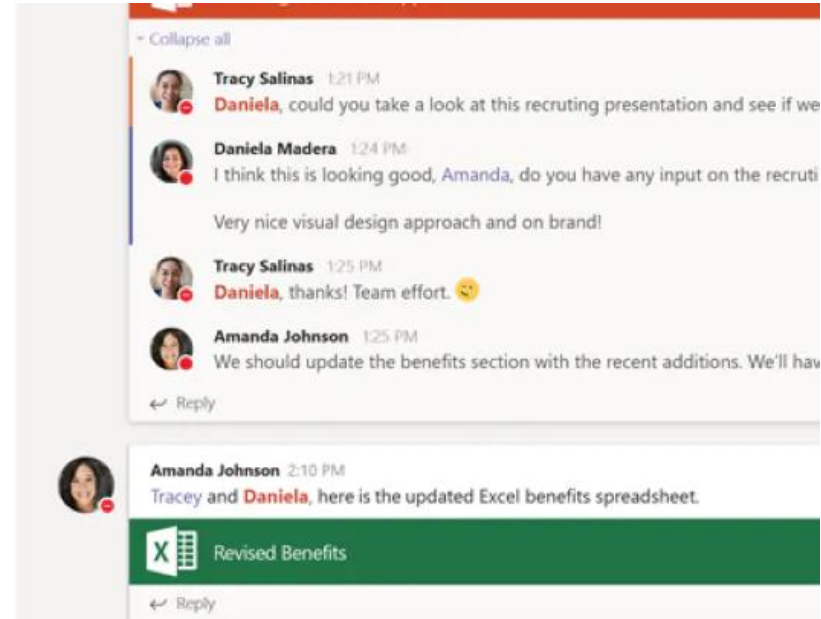 Collapse all
Tracy Salinas 1:21 PM
Daniela, could you take a look at this recruting presentation and see if we
Daniela Madera 1:24 PM
I think this is looking good, Amanda, do you have any input on the recruti
Very nice visual design approach and on brand!
Tracy Salinas 1:25 PM
Daniela, thanks! Team effort.
Amanda Johnson 1:25 PM
We should update the benefits section with the recent additions. We'll hav
Reply
Amanda Johnson 2:10 PM
Tracey and Daniela, here is the updated Excel benefits spreadsheet.
X Revised Benefits
Reply